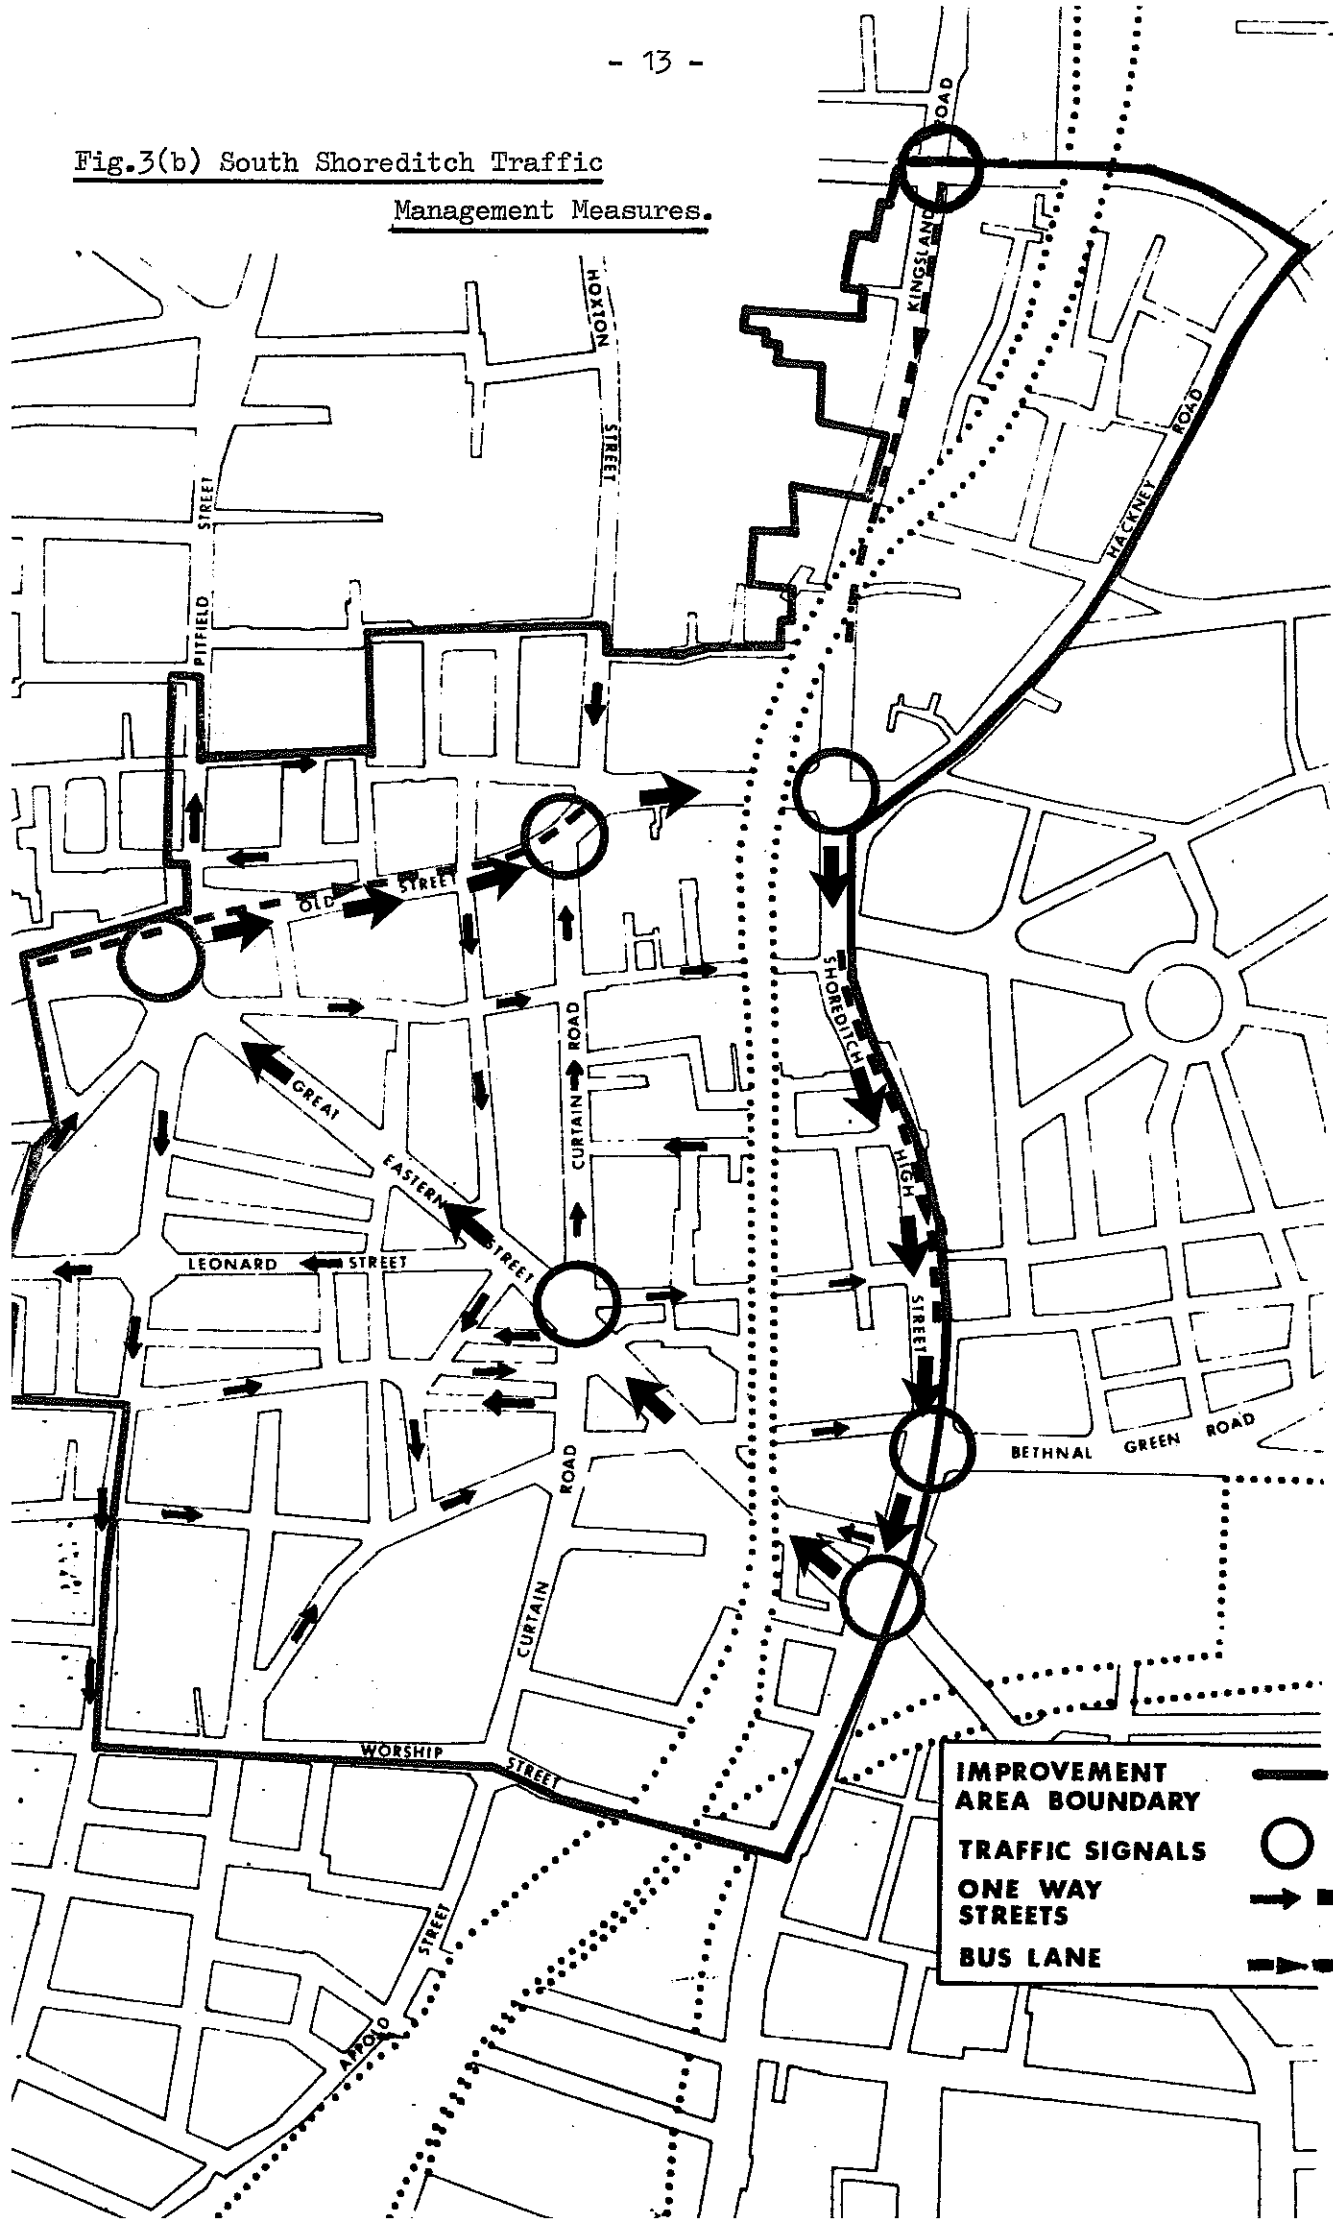 - 13 -
Fig.3(b) South Shoreditch Traffic
Management Measures.
ROAD
KINGSLAND
HOXTON
STREET
HACKNEY
ROAD
PITFIELD
STREET
OLD
STREET
SHOREDITCH
HIGH
STREET
GREAT
EASTERN
STREET
CURTAIN
ROAD
LEONARD
STREET
BETHNAL GREEN ROAD
CURTAIN
ROAD
WORSHIP
STREET
APPOLD
STREET
IMPROVEMENT
AREA BOUNDARY
TRAFFIC SIGNALS
ONE WAY
STREETS
BUS LANE